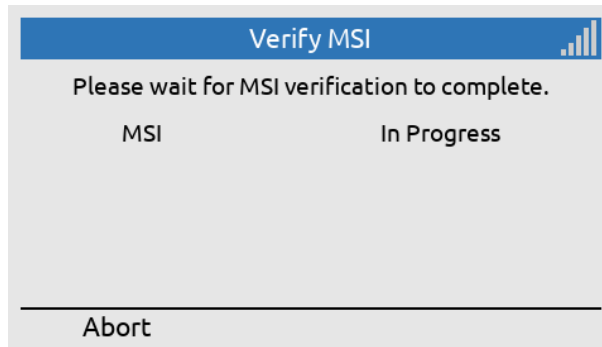 Verify MSI
Please wait for MSI verification to complete.
MSI In Progress
Abort